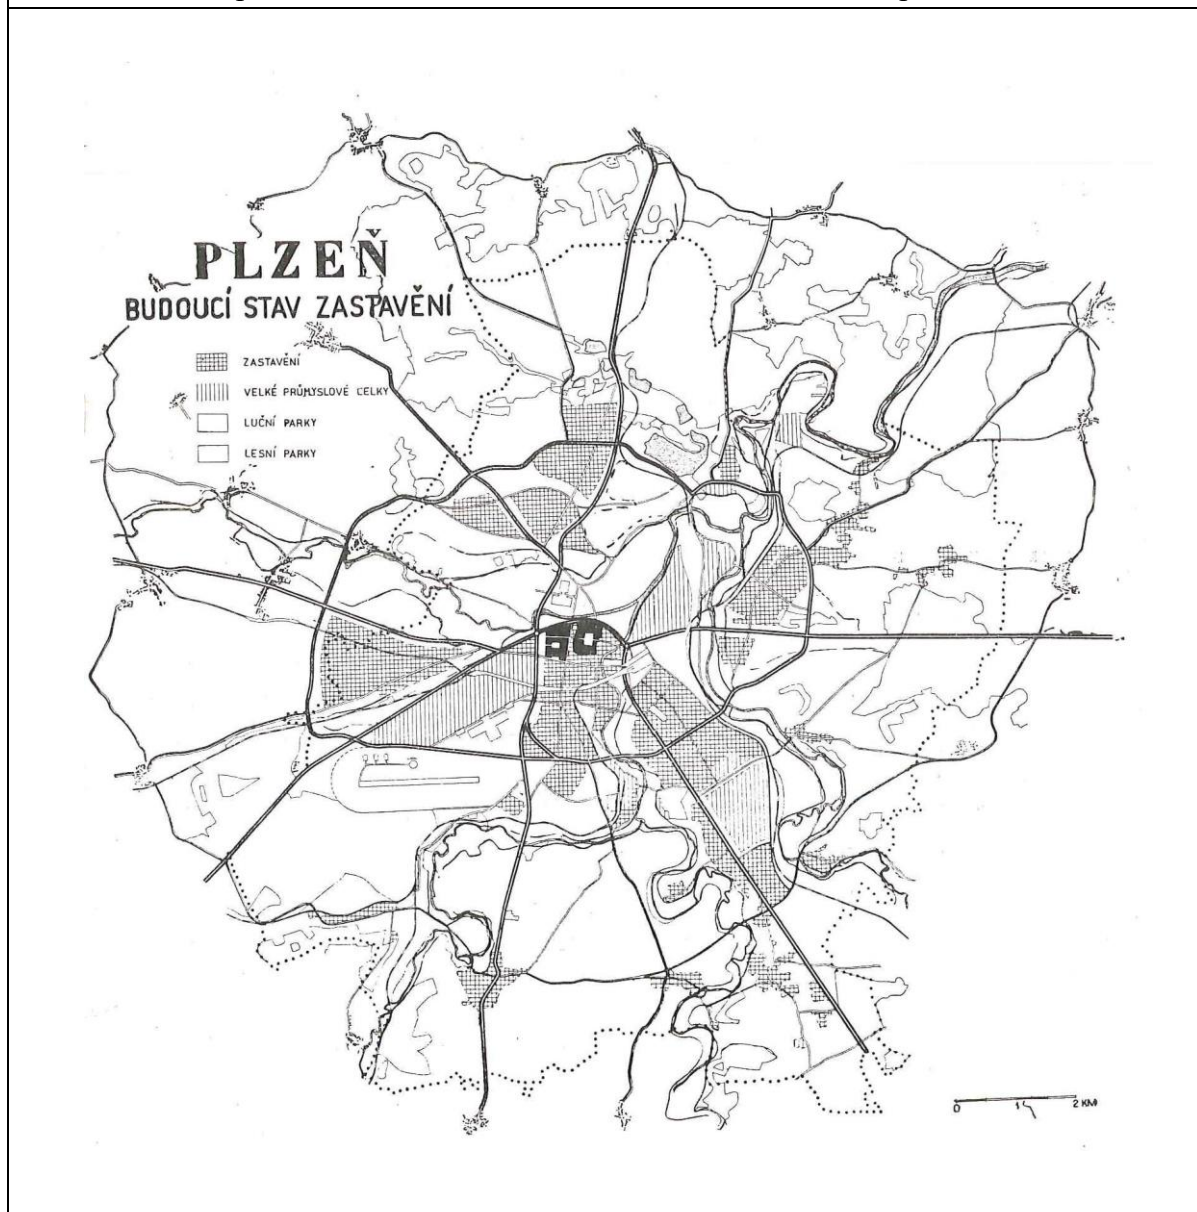 PLZEŇ
BUDOUCÍ STAV ZASTAVĚNÍ
ZASTAVĚNÍ
VELKÉ PRŮMYSLOVÉ CELKY
LUČNÍ PARKY
LESNÍ PARKY
0 2 KM